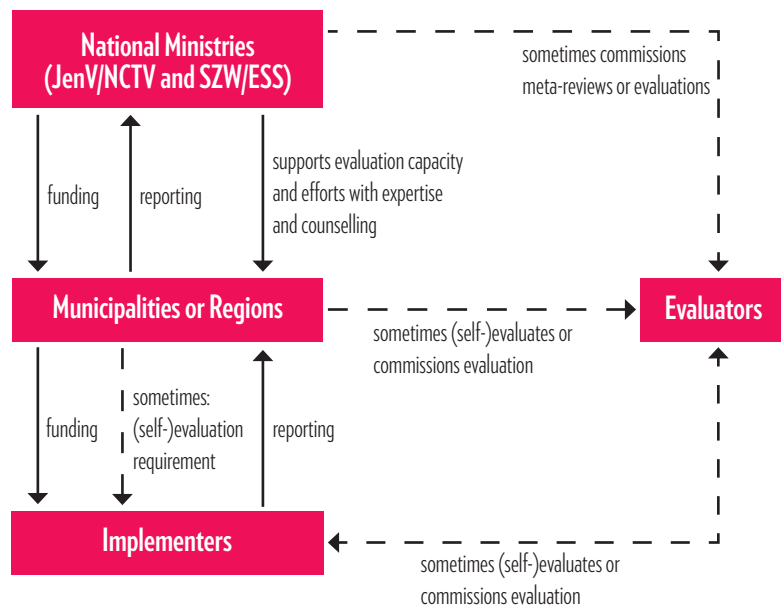 National Ministries
(JenV/NCTV and SZW/ESS)
sometimes commissions
meta-reviews or evaluations
funding
reporting
supports evaluation capacity
and efforts with expertise
and counselling
Municipalities or Regions
Evaluators
sometimes (self-)evaluates or
commissions evaluation
funding
sometimes:
(self-)evaluation
requirement
reporting
Implementers
sometimes (self-)evaluates or
commissions evaluation